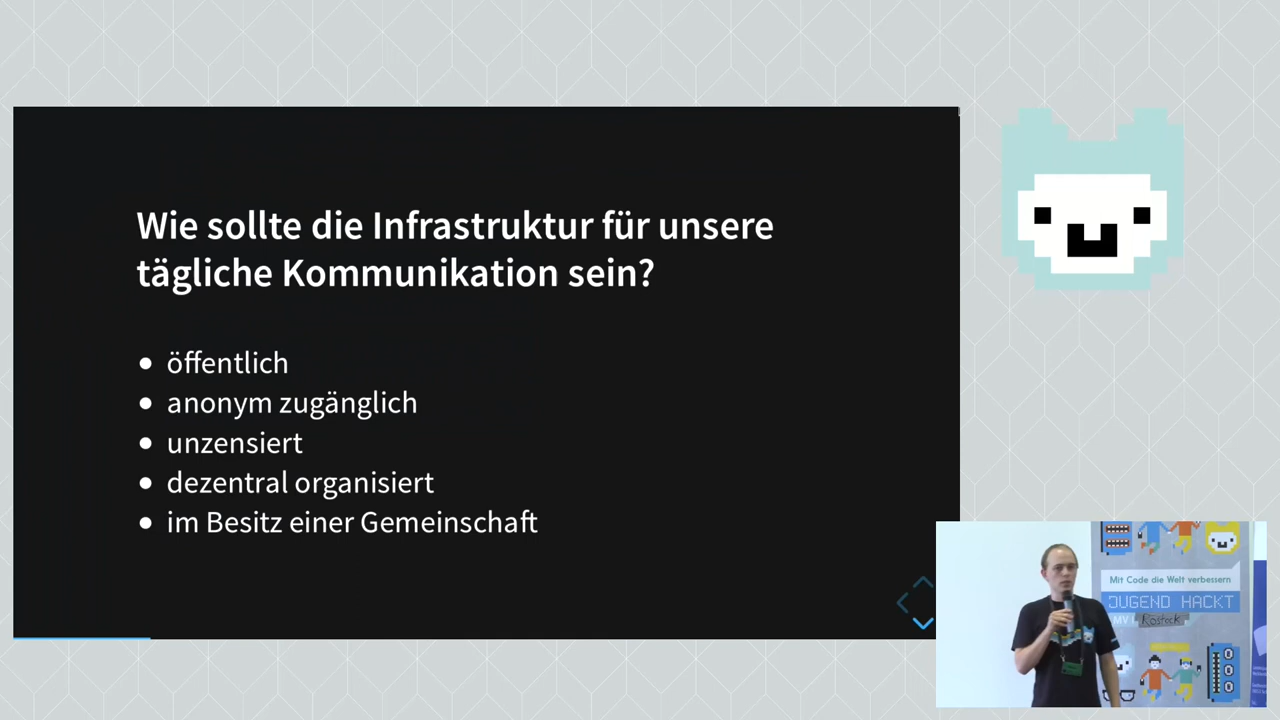 Wie sollte die Infrastruktur für unsere
tägliche Kommunikation sein?
öffentlich
anonym zugänglich
unzensiert
dezentral organisiert
im Besitz einer Gemeinschaft
Mit Code die Welt verbessern
JUGEND HACKT
MV
Rostock